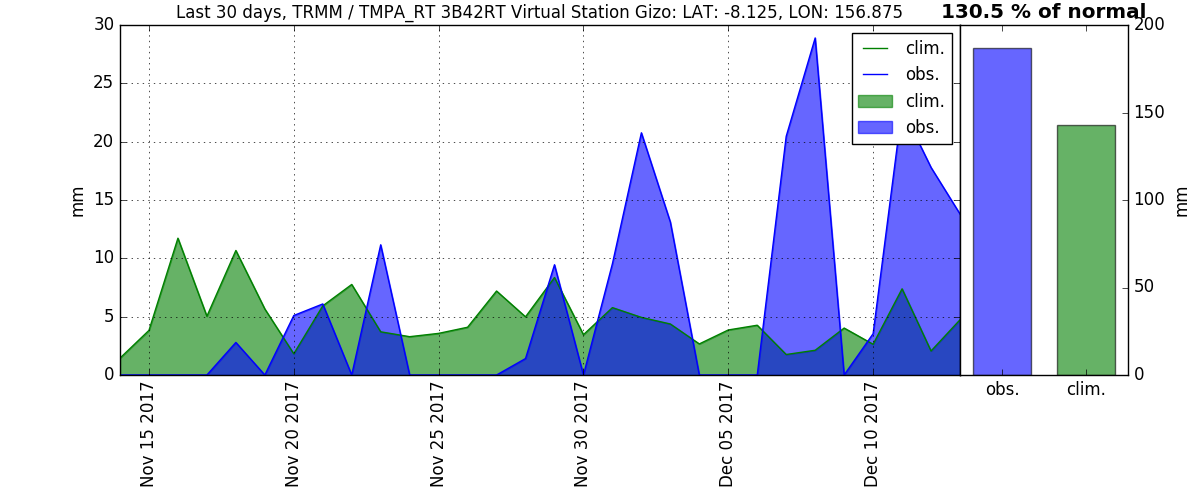 Last 30 days, TRMM / TMPA_RT 3B42RT Virtual Station Gizo: LAT: -8.125, LON: 156.875
130.5 % of normal
30
25
20
15
10
5
0
mm
clim.
obs.
clim.
obs.
200
150
100
50
0
mm
Nov 15 2017
Nov 20 2017
Nov 25 2017
Nov 30 2017
Dec 05 2017
Dec 10 2017
obs.
clim.